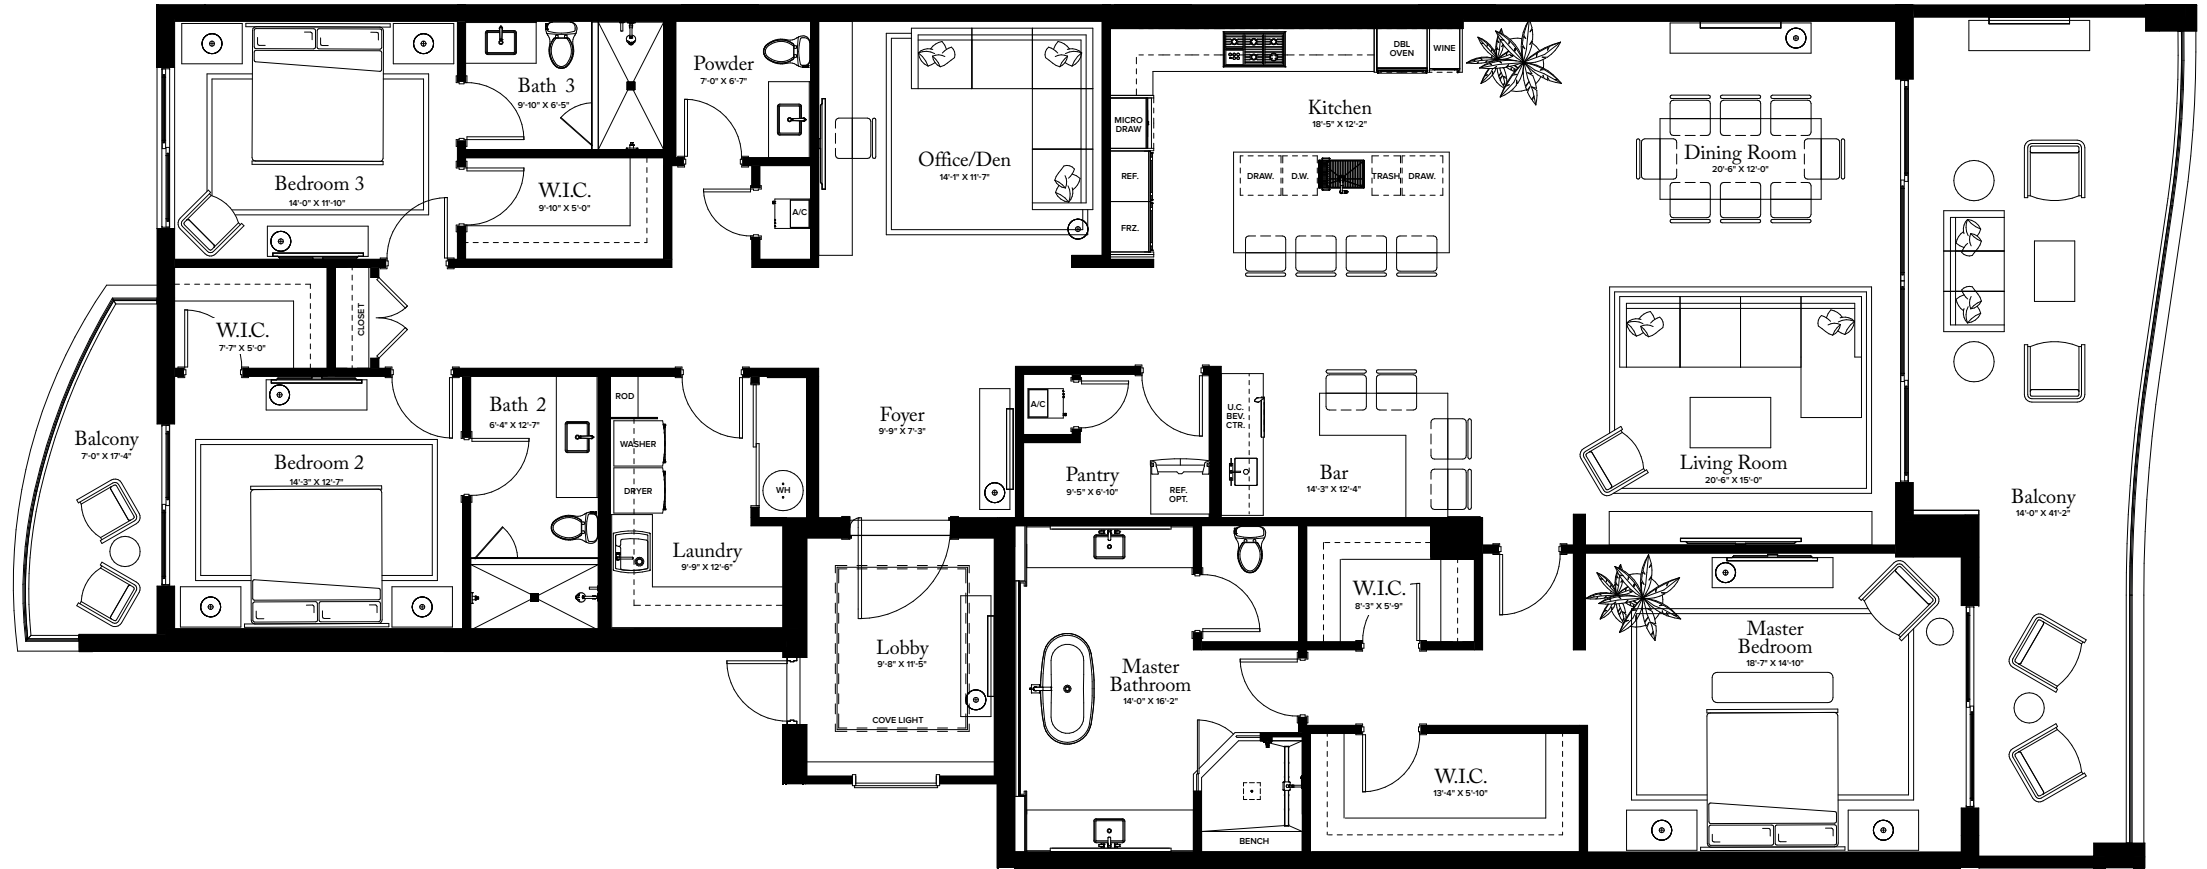 Bedroom 3
14'-0" X 11'-10"
Bath 3
9'-10" X 6'-5"
W.I.C.
9'-10" X 5'-0"
Powder
7'-0" X 6'-7"
A/C
Office/Den
14'-1" X 11'-7"
MICRO
DRAW
REF.
FRZ.
DBL
OVEN
WINE
Kitchen
18'-5" X 12'-2"
DRAW.
D.W.
TRASH
DRAW.
Dining Room
20'-6" X 12'-0"
W.I.C.
7'-7" X 5'-0"
CLOSET
Balcony
7'-0" X 17'-4"
Bedroom 2
14'-3" X 12'-7"
Bath 2
6'-4" X 12'-7"
ROD
WASHER
DRYER
Laundry
9'-9" X 12'-6"
WH
Foyer
9'-9" X 7'-3"
A/C
Pantry
9'-5" X 6'-10"
REF.
OPT.
U.C.
BEV.
CTR.
Bar
14'-3" X 12'-4"
Living Room
20'-6" X 15'-0"
Balcony
14'-0" X 41'-2"
Lobby
9'-8" X 11'-5"
COVE LIGHT
Master
Bathroom
14'-0" X 16'-2"
BENCH
W.I.C.
8'-3" X 5'-9"
W.I.C.
13'-4" X 5'-10"
Master
Bedroom
18'-7" X 14'-10"